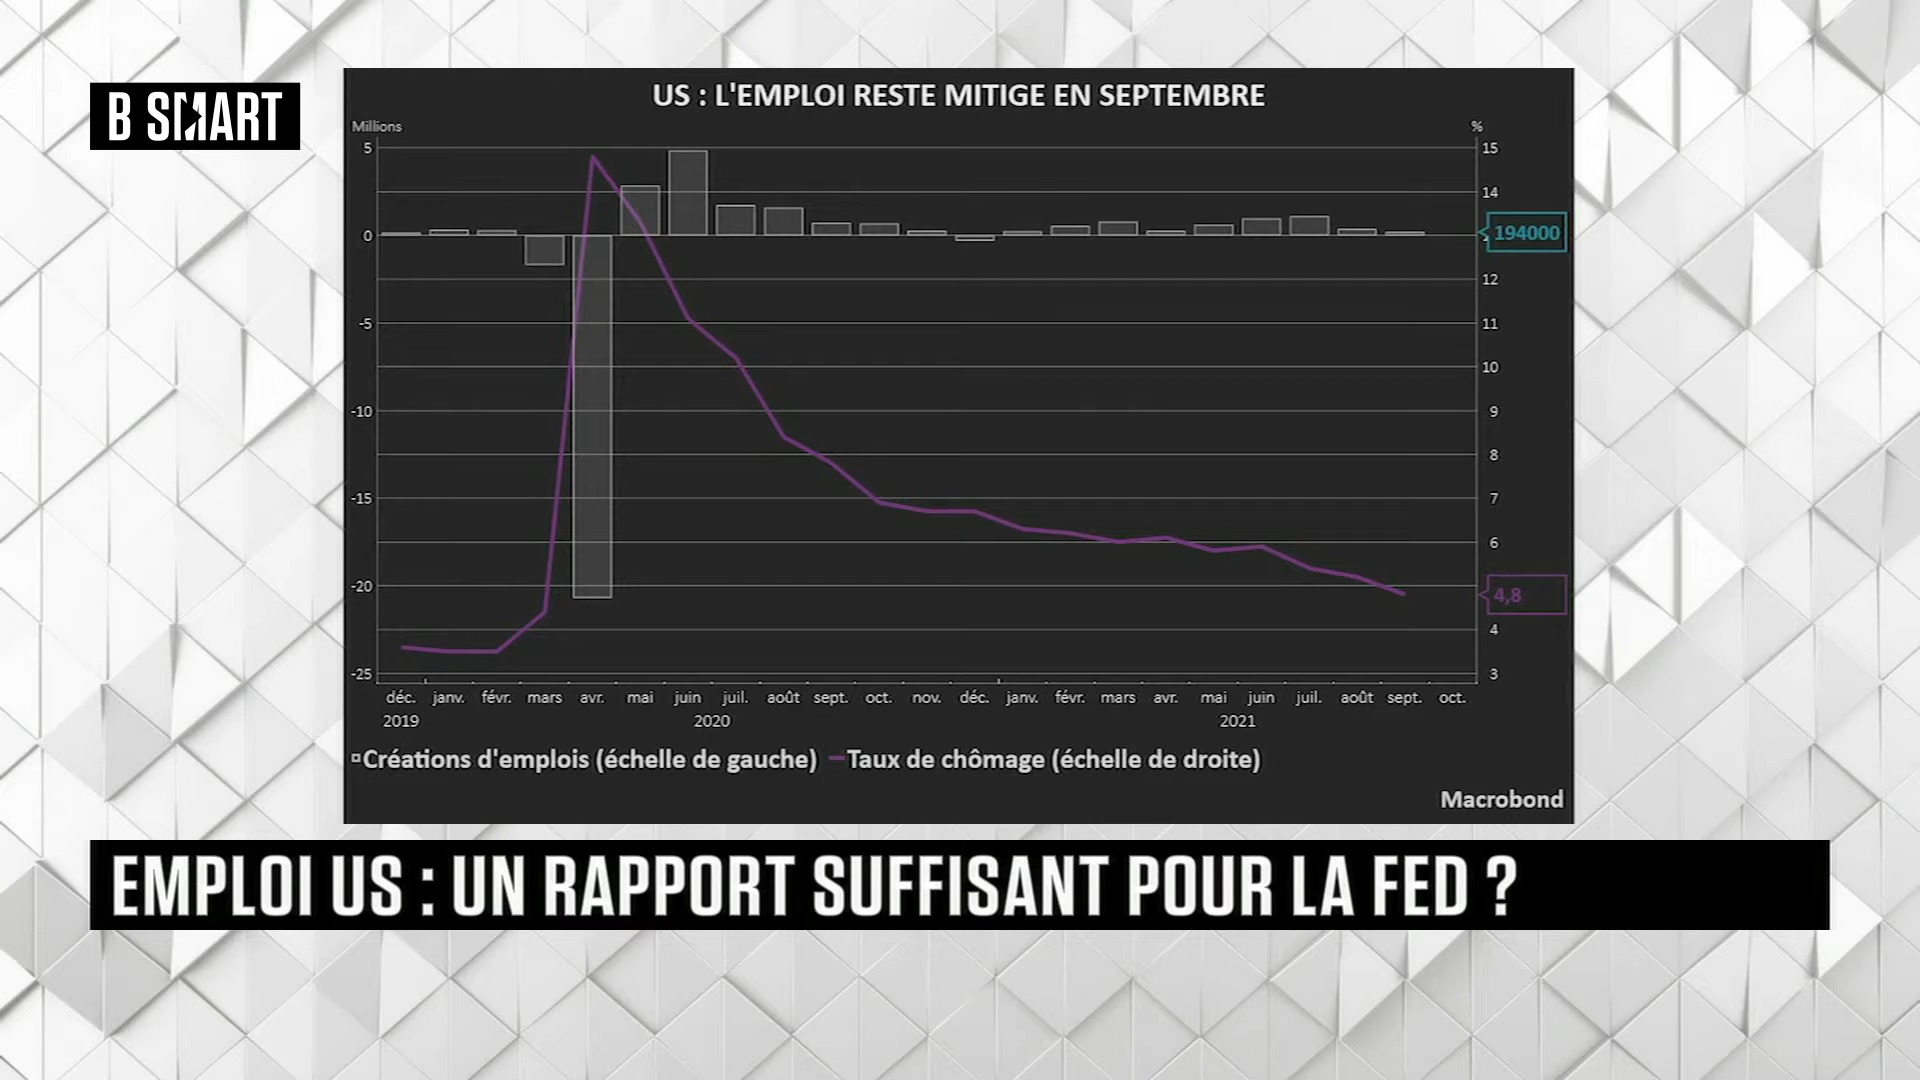 B SMART
US : L'EMPLOI RESTE MITIGE EN SEPTEMBRE
Millions %
5 15
14
0 194000
12
-5 11
10
-10 9
8
-15 7
6
-20 4,8
4
-25 3
déc. janv. févr. mars avr. mai juin juil. août sept. oct. nov. déc. janv. févr. mars avr. mai juin juil. août sept. oct.
2019 2020 2021
Créations d'emplois (échelle de gauche) Taux de chômage (échelle de droite)
Macrobond
EMPLOI US : UN RAPPORT SUFFISANT POUR LA FED ?